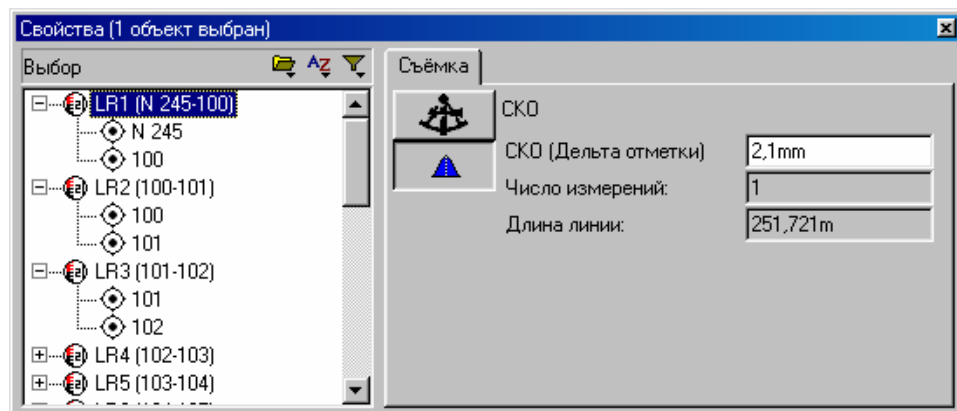 Свойства (1 объект выбран)
Выбор
LR1 (N 245-100)
N 245
100
LR2 (100-101)
100
101
LR3 (101-102)
101
102
LR4 (102-103)
LR5 (103-104)
Съёмка
СКО
СКО (Дельта отметки) 2,1mm
Число измерений: 1
Длина линии: 251,721m